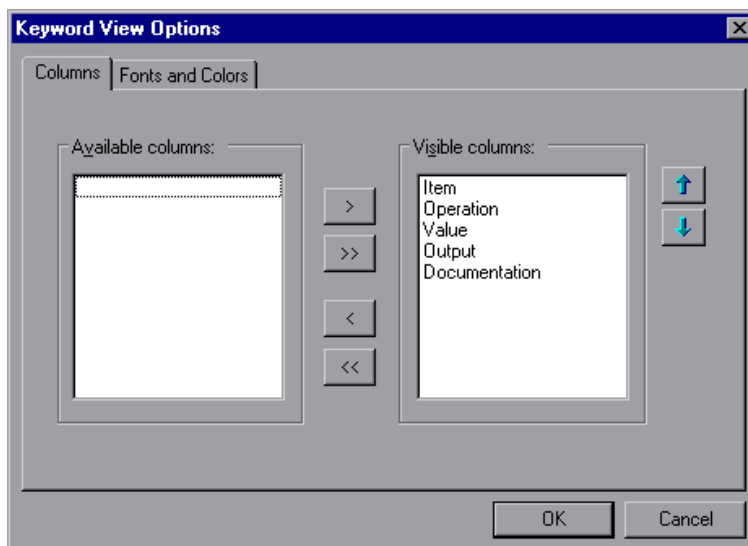 Keyword View Options
Columns
Fonts and Colors
Available columns:
Visible columns:
Item
Operation
Value
Output
Documentation
>
>>
<
<<
OK
Cancel